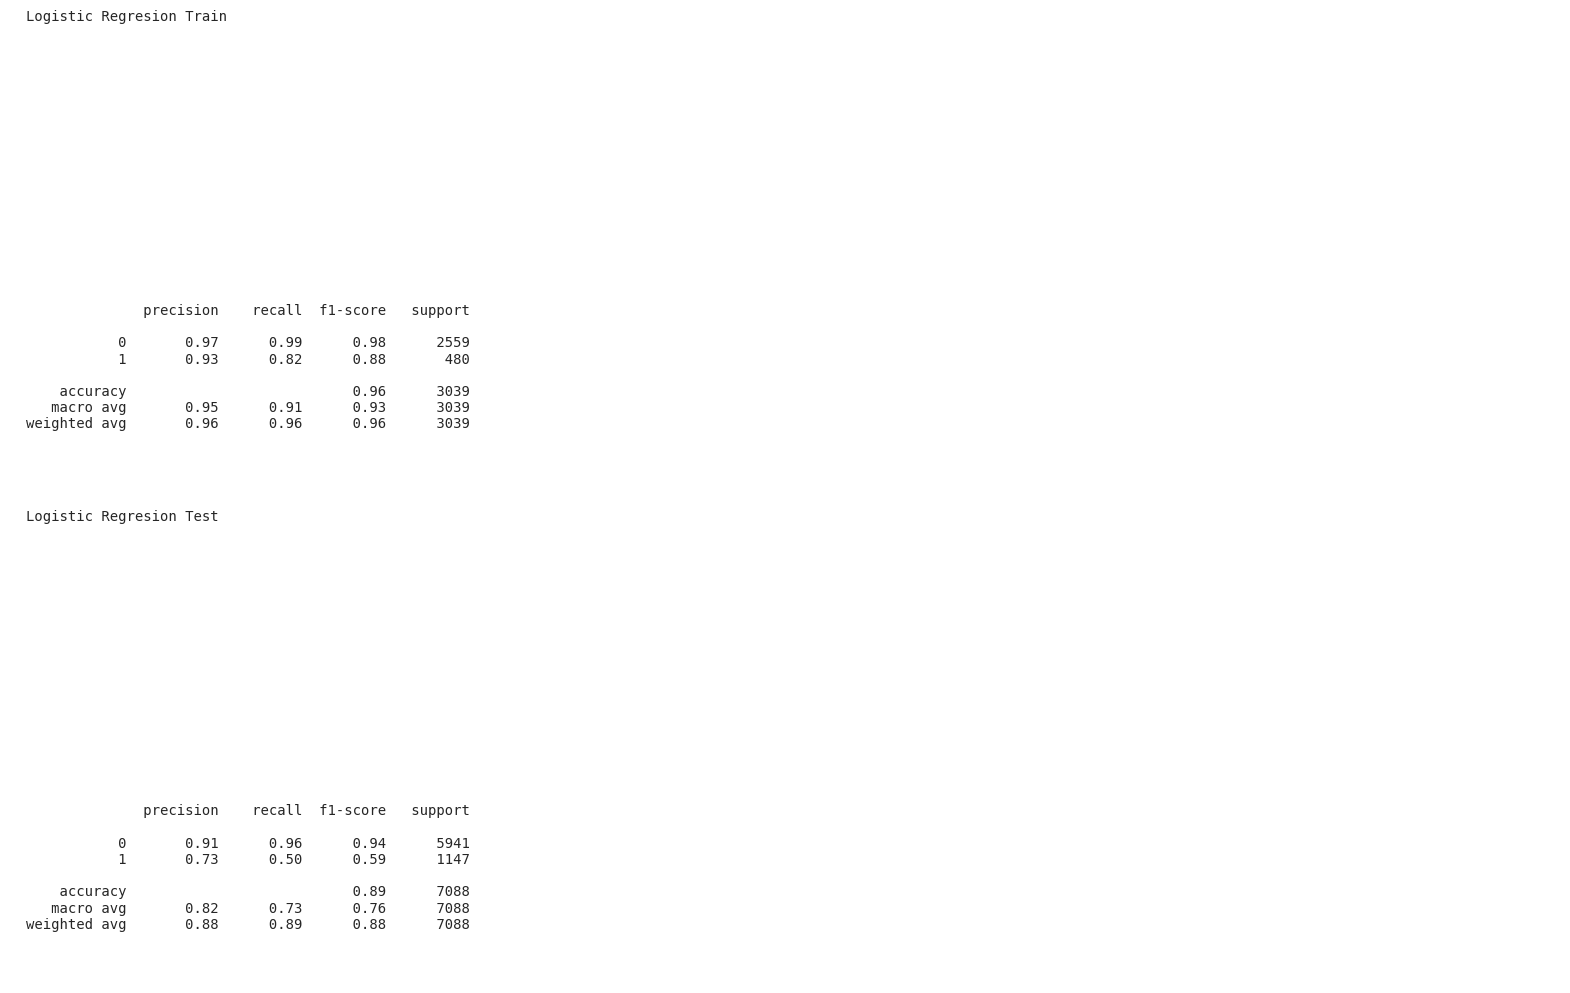 Logistic Regresion Train
precision recall f1-score support
0 0.97 0.99 0.98 2559
1 0.93 0.82 0.88 480
accuracy 0.96 3039
macro avg 0.95 0.91 0.93 3039
weighted avg 0.96 0.96 0.96 3039
Logistic Regresion Test
precision recall f1-score support
0 0.91 0.96 0.94 5941
1 0.73 0.50 0.59 1147
accuracy 0.89 7088
macro avg 0.82 0.73 0.76 7088
weighted avg 0.88 0.89 0.88 7088